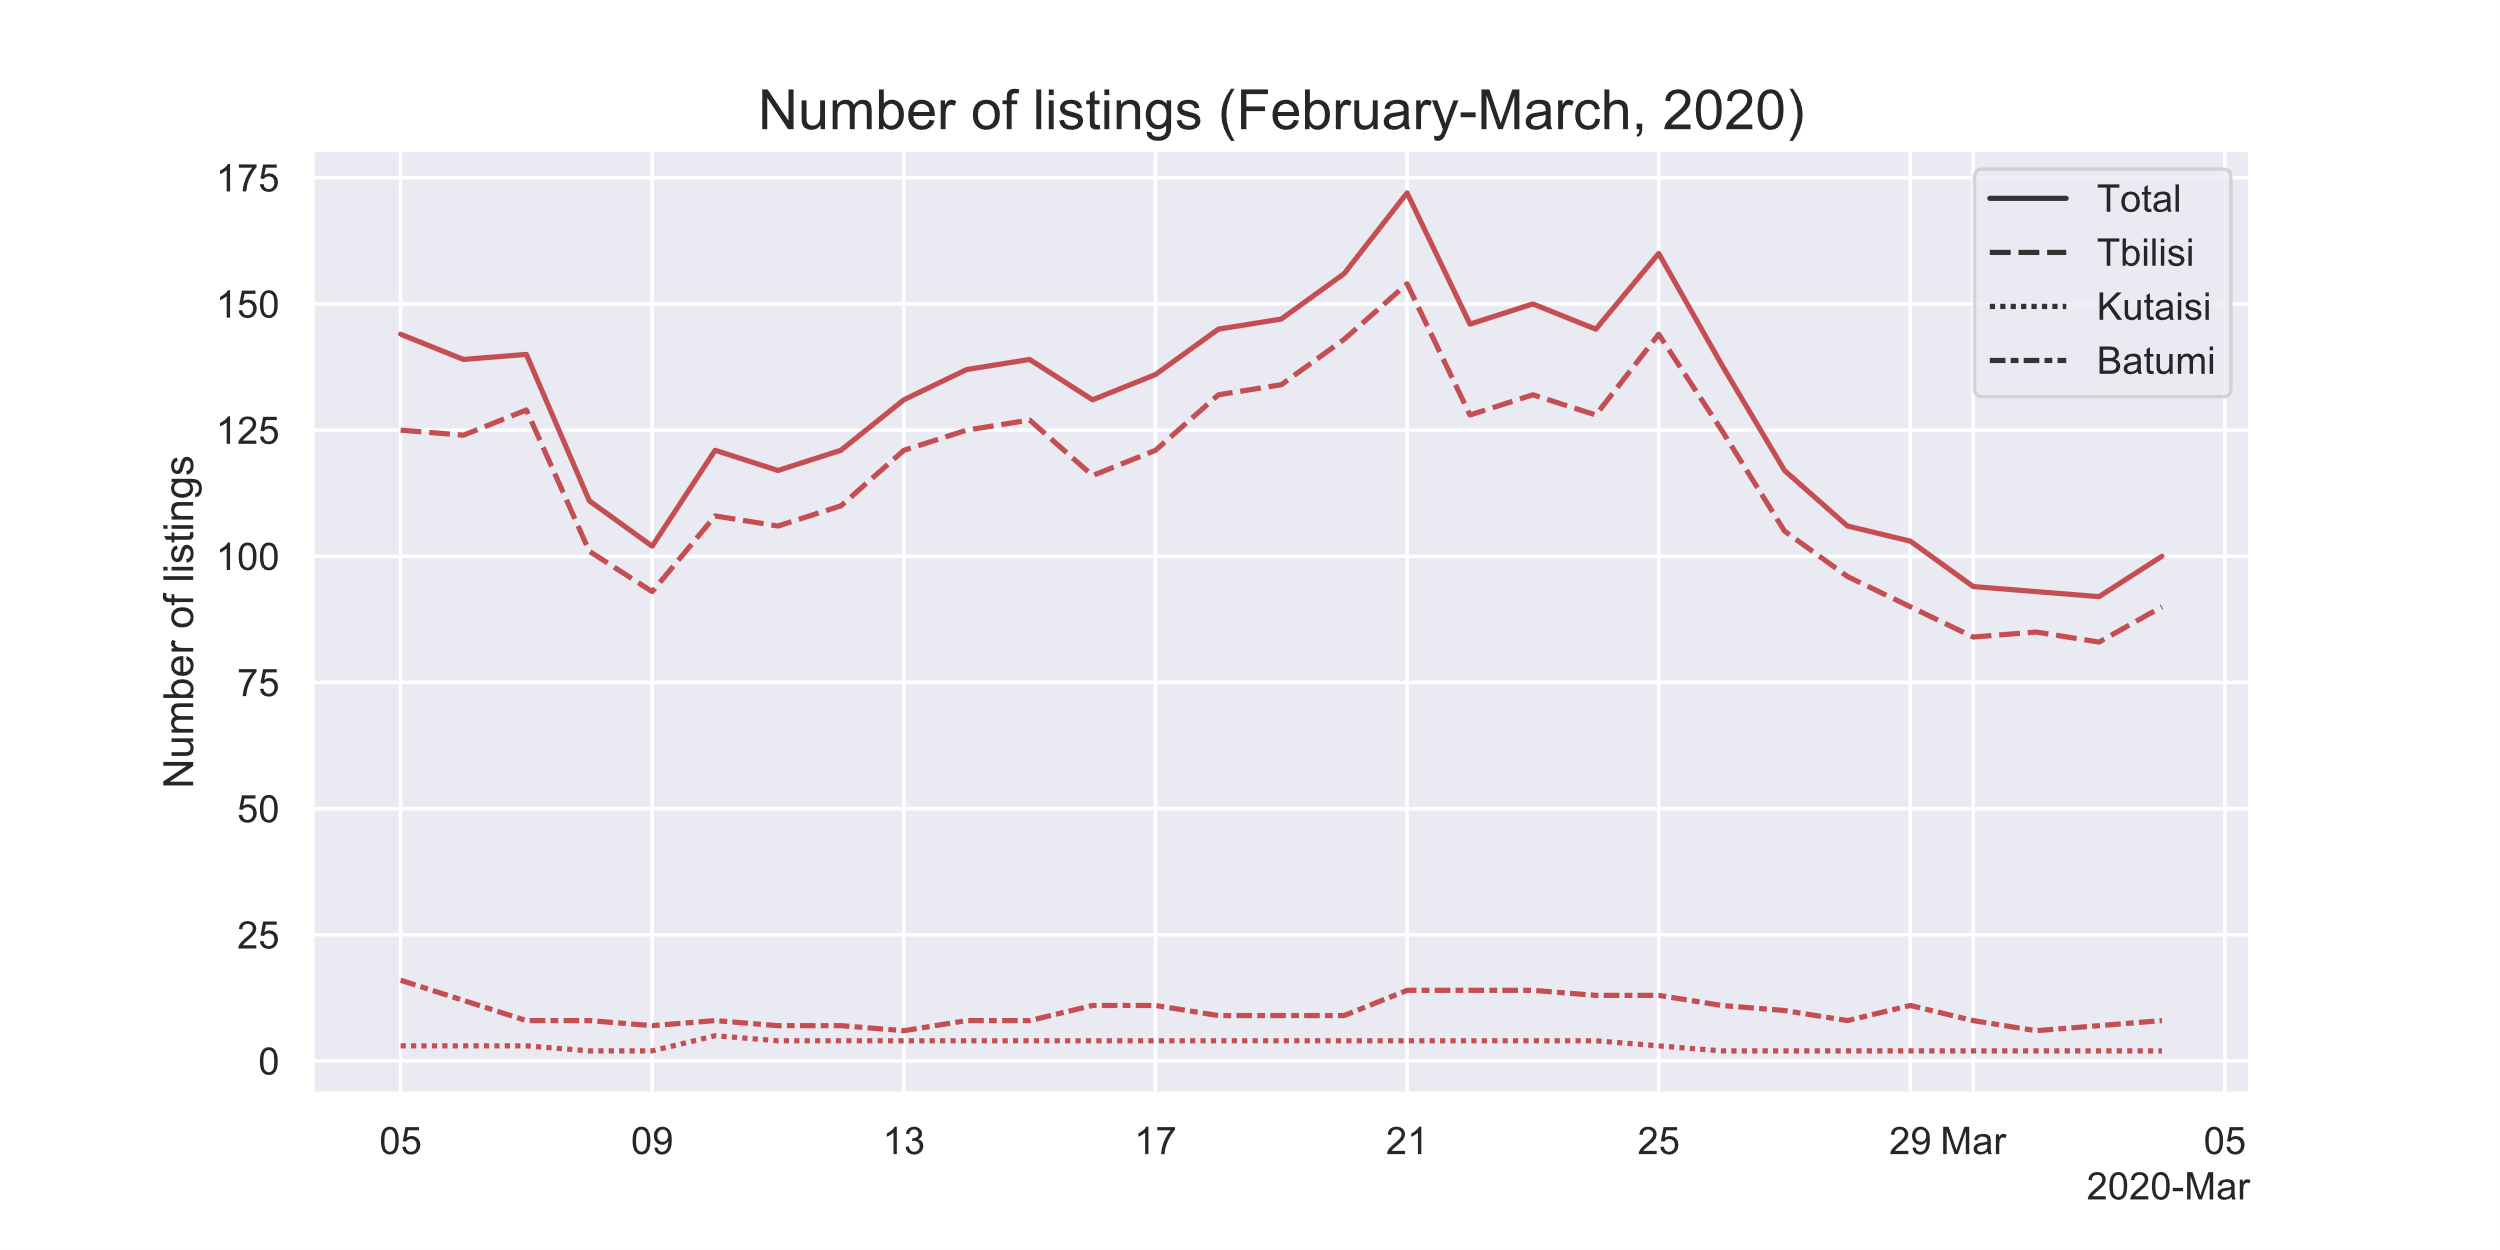 Number of listings (February-March, 2020)
Total
Tbilisi
Kutaisi
Batumi
Number of listings
175
150
125
100
75
50
25
0
05 09 13 17 21 25 29 Mar 05
2020-Mar